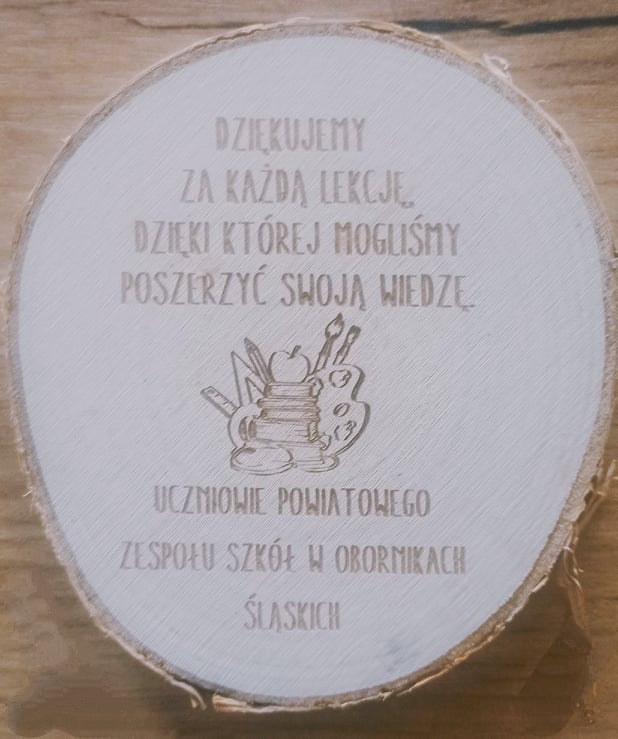 DZIĘKUJEMY
ZA KAŻDĄ LEKCJĘ,
DZIĘKI KTÓREJ MOGLIŚMY
POSZERZYĆ SWOJĄ WIEDZĘ.
UCZNIOWIE POWIATOWEGO
ZESPOŁU SZKÓŁ W OBORNIKACH
ŚLĄSKICH